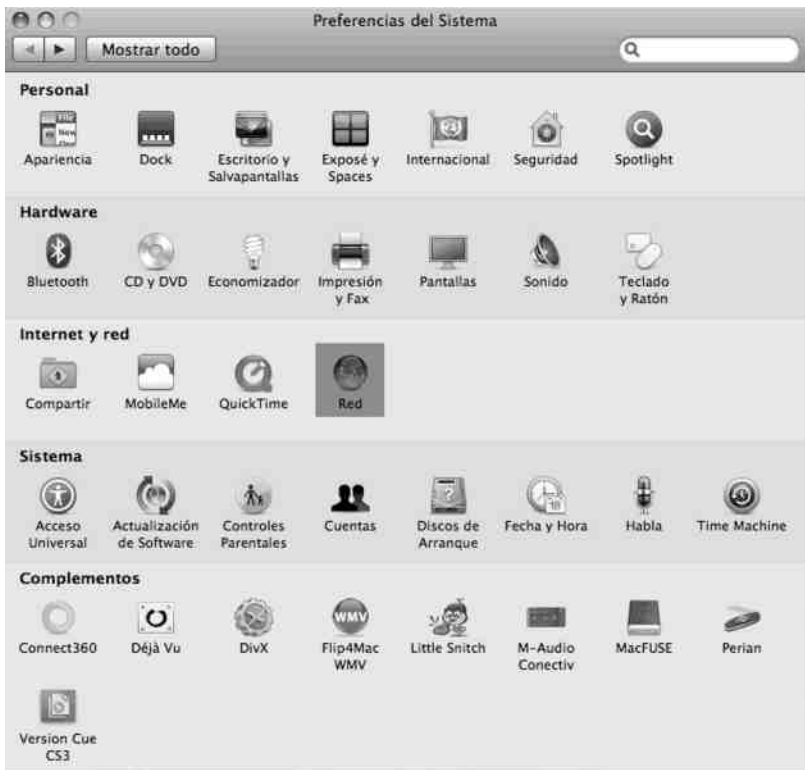 Preferencias del Sistema
Mostrar todo
Personal
Apariencia
Dock
Escritorio y
Salvapantallas
Exposé y
Spaces
Internacional
Seguridad
Spotlight
Hardware
Bluetooth
CD y DVD
Economizador
Impresión
y Fax
Pantallas
Sonido
Teclado
y Ratón
Internet y red
Compartir
MobileMe
QuickTime
Red
Sistema
Acceso
Universal
Actualización
de Software
Controles
Parentales
Cuentas
Discos de
Arranque
Fecha y Hora
18
Habla
Time Machine
Complementos
Connect360
Déjà Vu
DivX
WMV
Flip4Mac
WMV
Little Snitch
M-Audio
Conectiv
MacFUSE
Perian
Version Cue
CS3